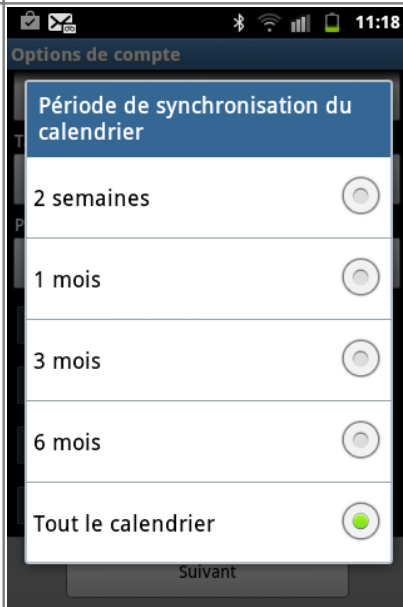 11:18
Options de compte
Période de synchronisation du
calendrier
2 semaines
1 mois
3 mois
6 mois
Tout le calendrier
Suivant